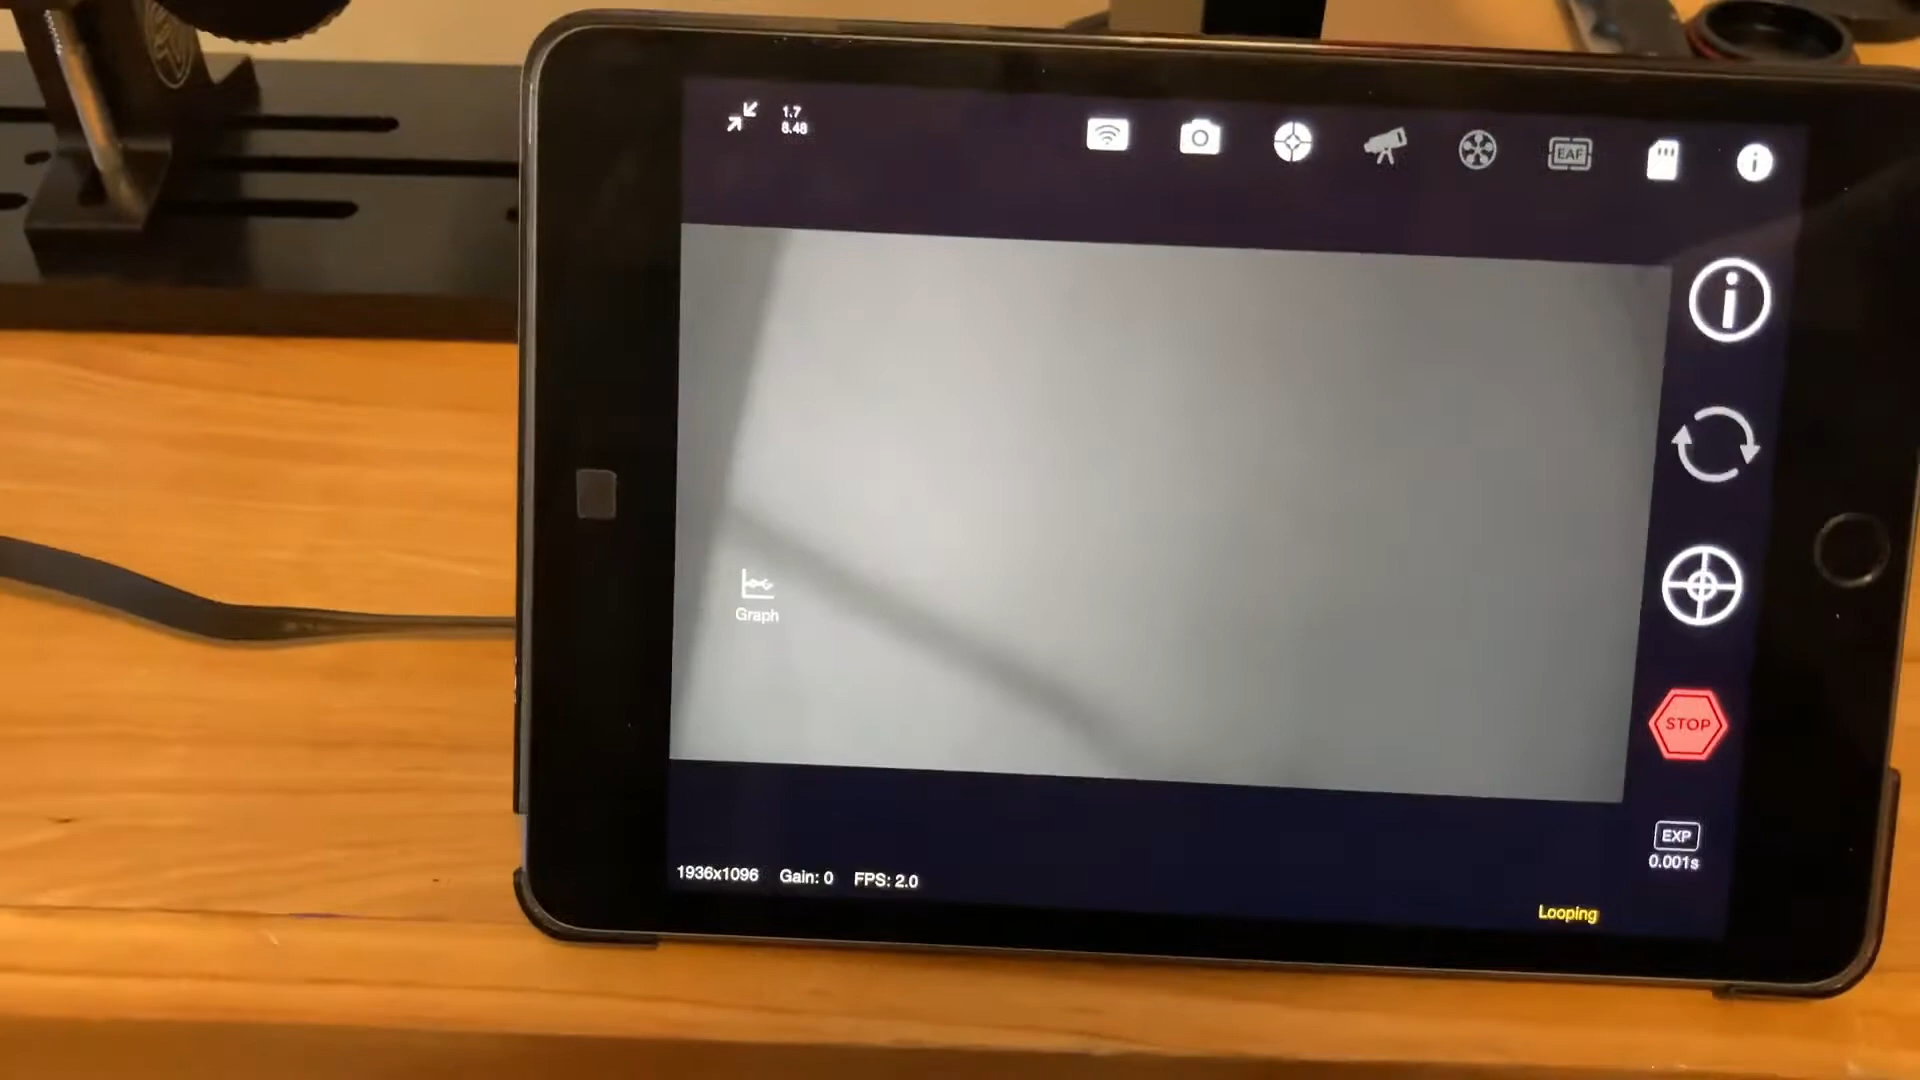 1.7
8.48
EAF
Graph
STOP
EXP
0.001s
1936x1096 Gain: 0 FPS: 2.0
Looping